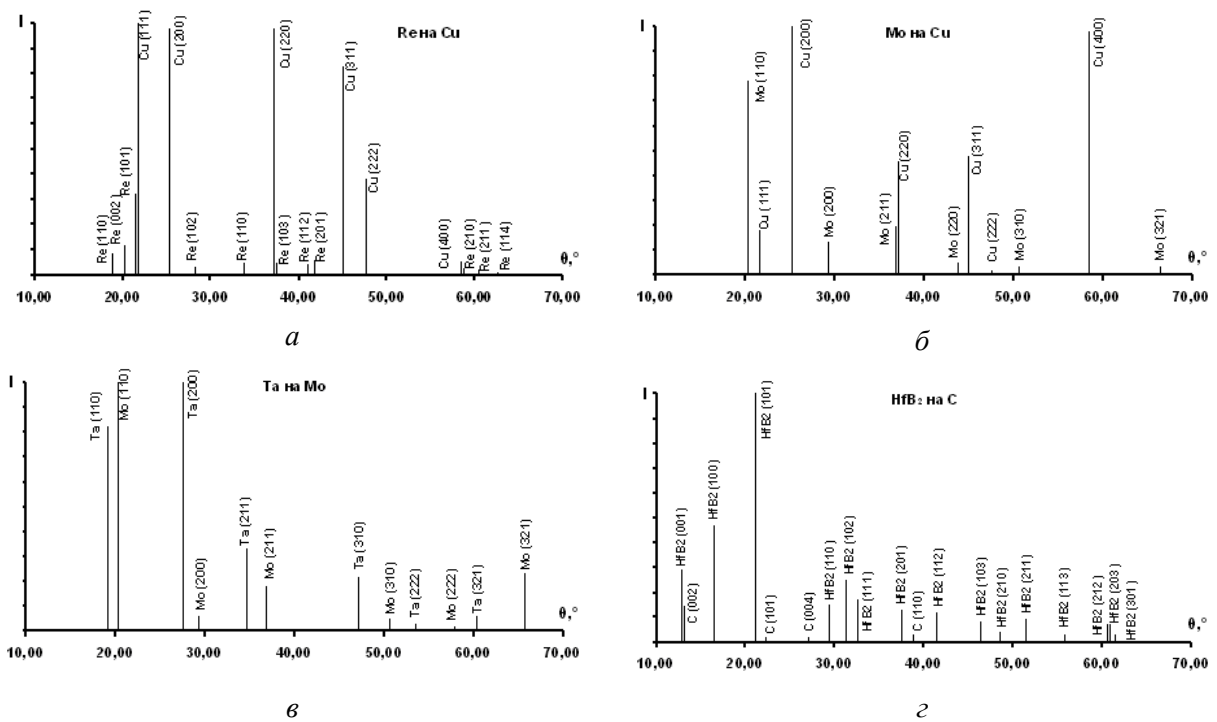 I
Re на Cu
Re (110)
Re (002)
Re (101)
Cu (111)
Cu (200)
Re (102)
Re (110)
Cu (220)
Re (103)
Re (112)
Re (201)
Cu (311)
Cu (222)
Cu (400)
Re (210)
Re (211)
Re (114)
θ,°
10,00 20,00 30,00 40,00 50,00 60,00 70,00
а
I
Mo на Cu
Mo (110)
Cu (111)
Cu (200)
Mo (200)
Mo (211)
Cu (220)
Mo (220)
Cu (311)
Cu (222)
Mo (310)
Cu (400)
Mo (321)
θ,°
10,00 20,00 30,00 40,00 50,00 60,00 70,00
б
I
Ta на Mo
Ta (110)
Mo (110)
Ta (200)
Mo (200)
Ta (211)
Mo (211)
Ta (310)
Mo (310)
Ta (222)
Mo (222)
Ta (321)
Mo (321)
θ,°
10,00 20,00 30,00 40,00 50,00 60,00 70,00
в
I
HfB₂ на C
HfB2 (001)
C (002)
HfB2 (100)
HfB2 (101)
C (101)
C (004)
HfB2 (110)
HfB2 (102)
HfB2 (111)
HfB2 (201)
C (110)
HfB2 (112)
HfB2 (103)
HfB2 (210)
HfB2 (211)
HfB2 (113)
HfB2 (212)
HfB2 (203)
HfB2 (301)
θ,°
10,00 20,00 30,00 40,00 50,00 60,00 70,00
г